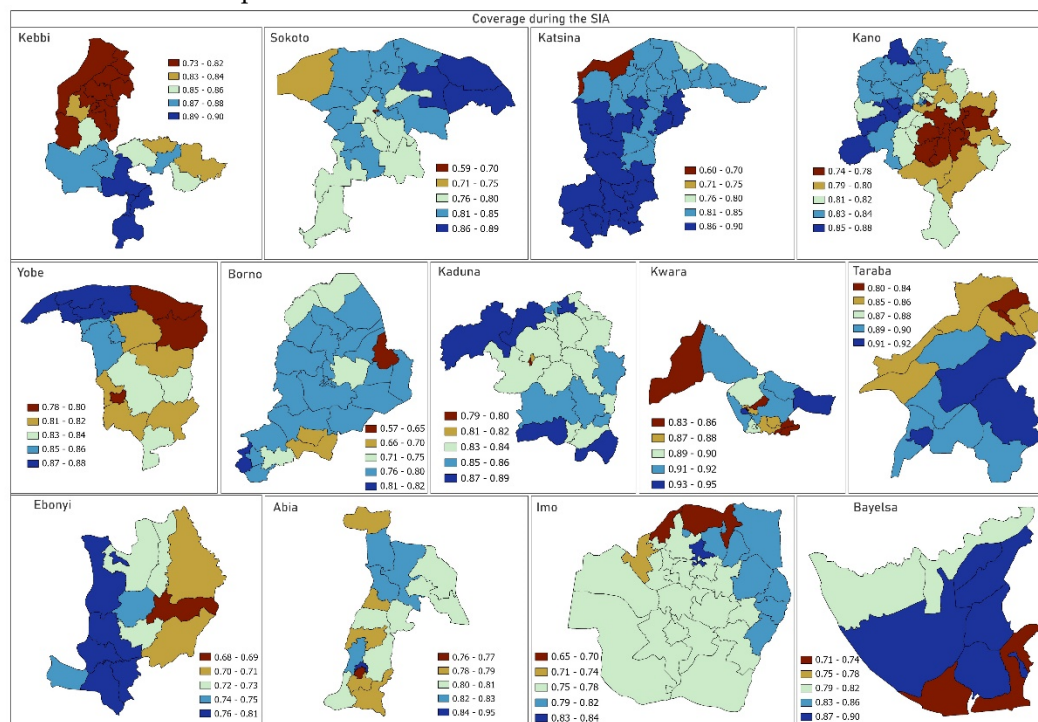 Coverage during the SIA
Kebbi
0.73 - 0.82
0.83 - 0.84
0.85 - 0.86
0.87 - 0.88
0.89 - 0.90
Sokoto
0.59 - 0.70
0.71 - 0.75
0.76 - 0.80
0.81 - 0.85
0.86 - 0.89
Katsina
0.60 - 0.70
0.71 - 0.75
0.76 - 0.80
0.81 - 0.85
0.86 - 0.90
Kano
0.74 - 0.78
0.79 - 0.80
0.81 - 0.82
0.83 - 0.84
0.85 - 0.88
Yobe
0.78 - 0.80
0.81 - 0.82
0.83 - 0.84
0.85 - 0.86
0.87 - 0.88
Borno
0.57 - 0.65
0.66 - 0.70
0.71 - 0.75
0.76 - 0.80
0.81 - 0.82
Kaduna
0.79 - 0.80
0.81 - 0.82
0.83 - 0.84
0.85 - 0.86
0.87 - 0.89
Kwara
0.83 - 0.86
0.87 - 0.88
0.89 - 0.90
0.91 - 0.92
0.93 - 0.95
Taraba
0.80 - 0.84
0.85 - 0.86
0.87 - 0.88
0.89 - 0.90
0.91 - 0.92
Ebonyi
0.68 - 0.69
0.70 - 0.71
0.72 - 0.73
0.74 - 0.75
0.76 - 0.81
Abia
0.76 - 0.77
0.78 - 0.79
0.80 - 0.81
0.82 - 0.83
0.84 - 0.95
Imo
0.65 - 0.70
0.71 - 0.74
0.75 - 0.78
0.79 - 0.82
0.83 - 0.84
Bayelsa
0.71 - 0.74
0.75 - 0.78
0.79 - 0.82
0.83 - 0.86
0.87 - 0.90